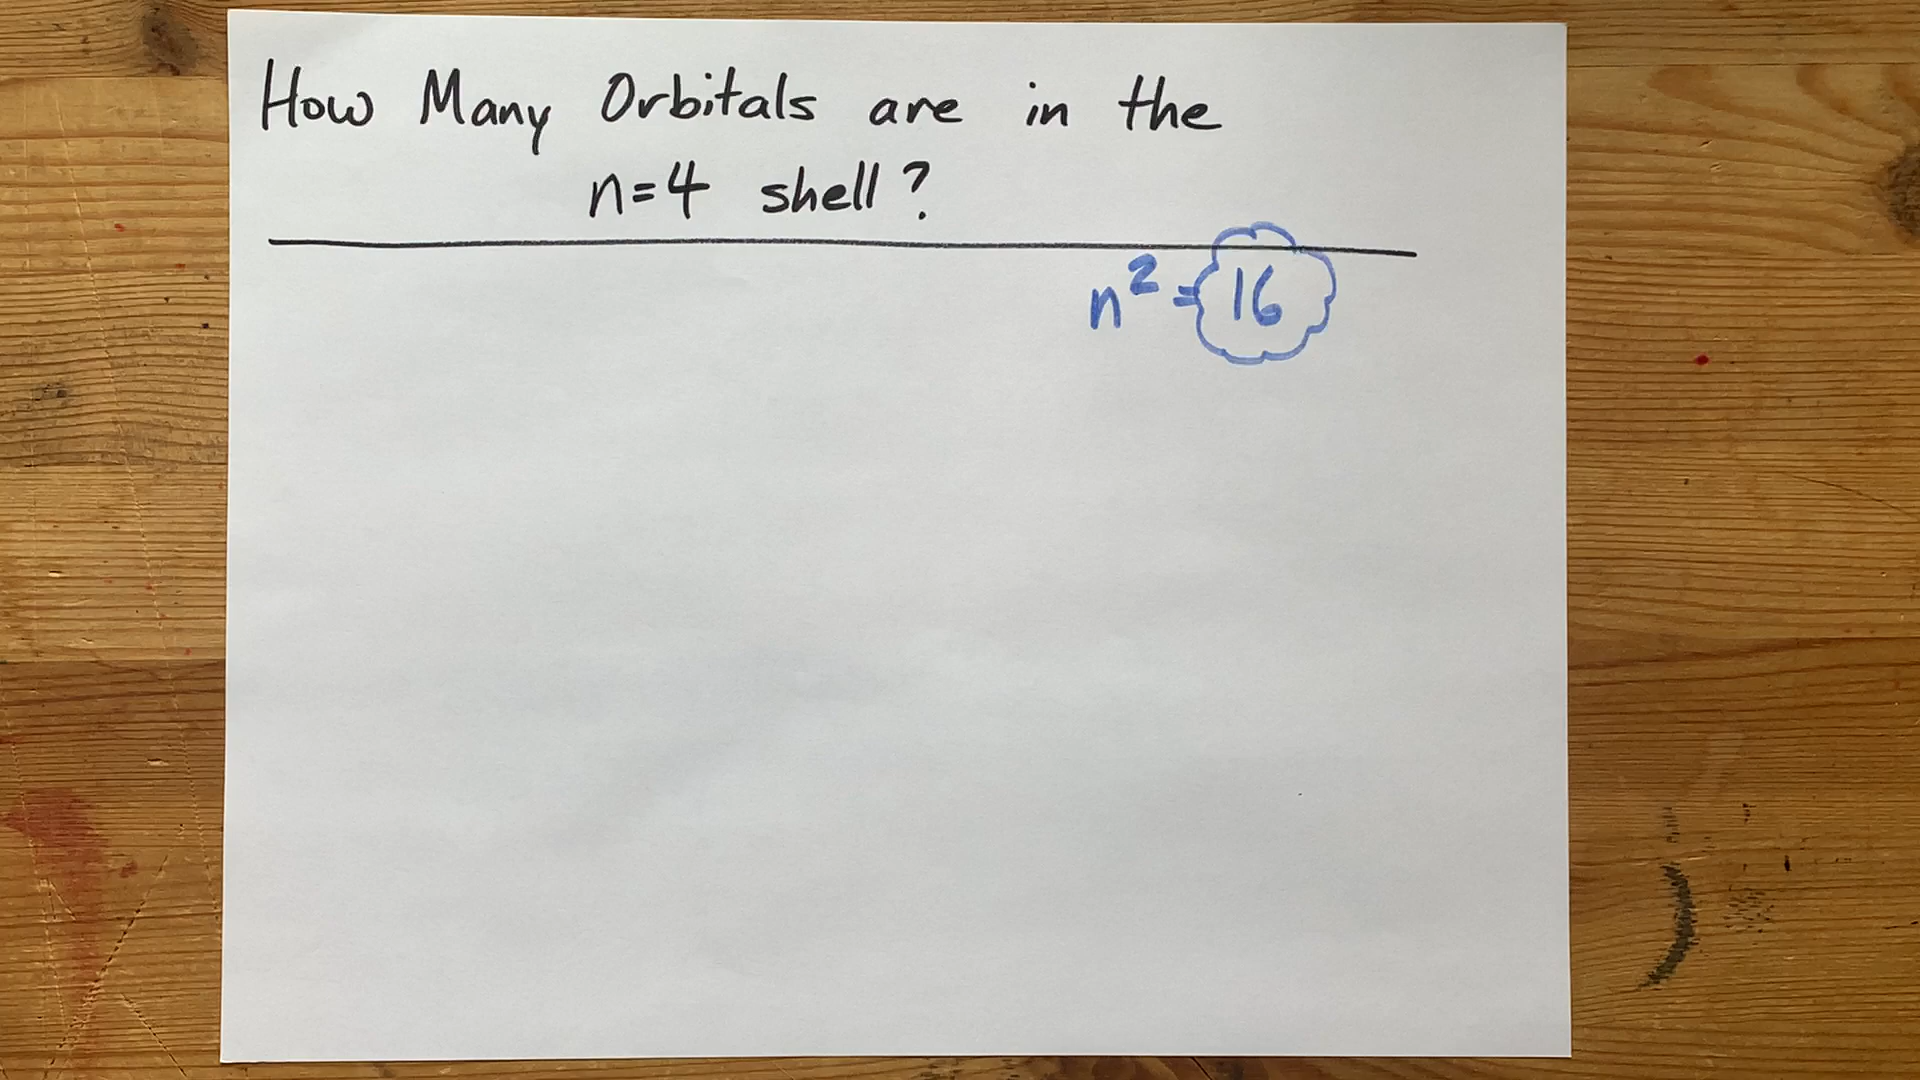 How Many Orbitals are in the
n=4 shell?
n²=16